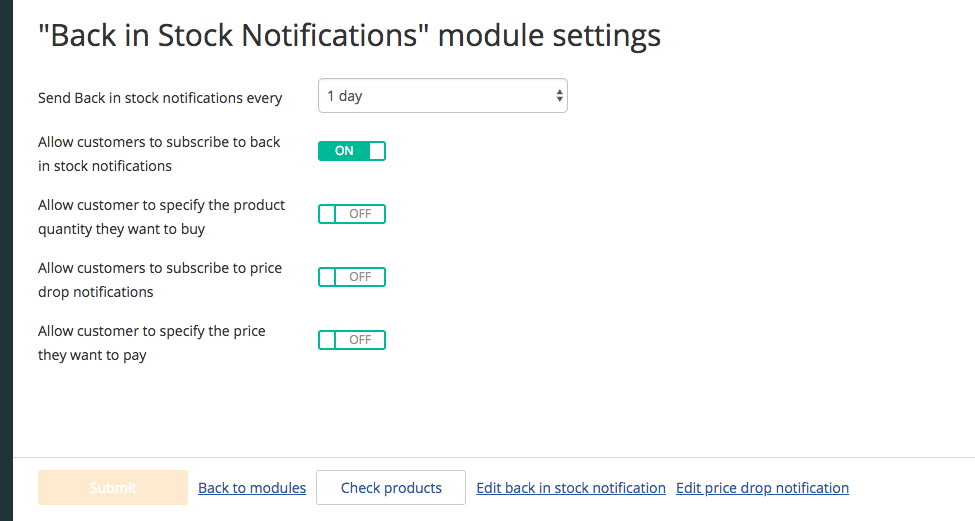 "Back in Stock Notifications" module settings
Send Back in stock notifications every
1 day
Allow customers to subscribe to back
in stock notifications
ON
Allow customer to specify the product
quantity they want to buy
OFF
Allow customers to subscribe to price
drop notifications
OFF
Allow customer to specify the price
they want to pay
OFF
Submit
Back to modules
Check products
Edit back in stock notification
Edit price drop notification